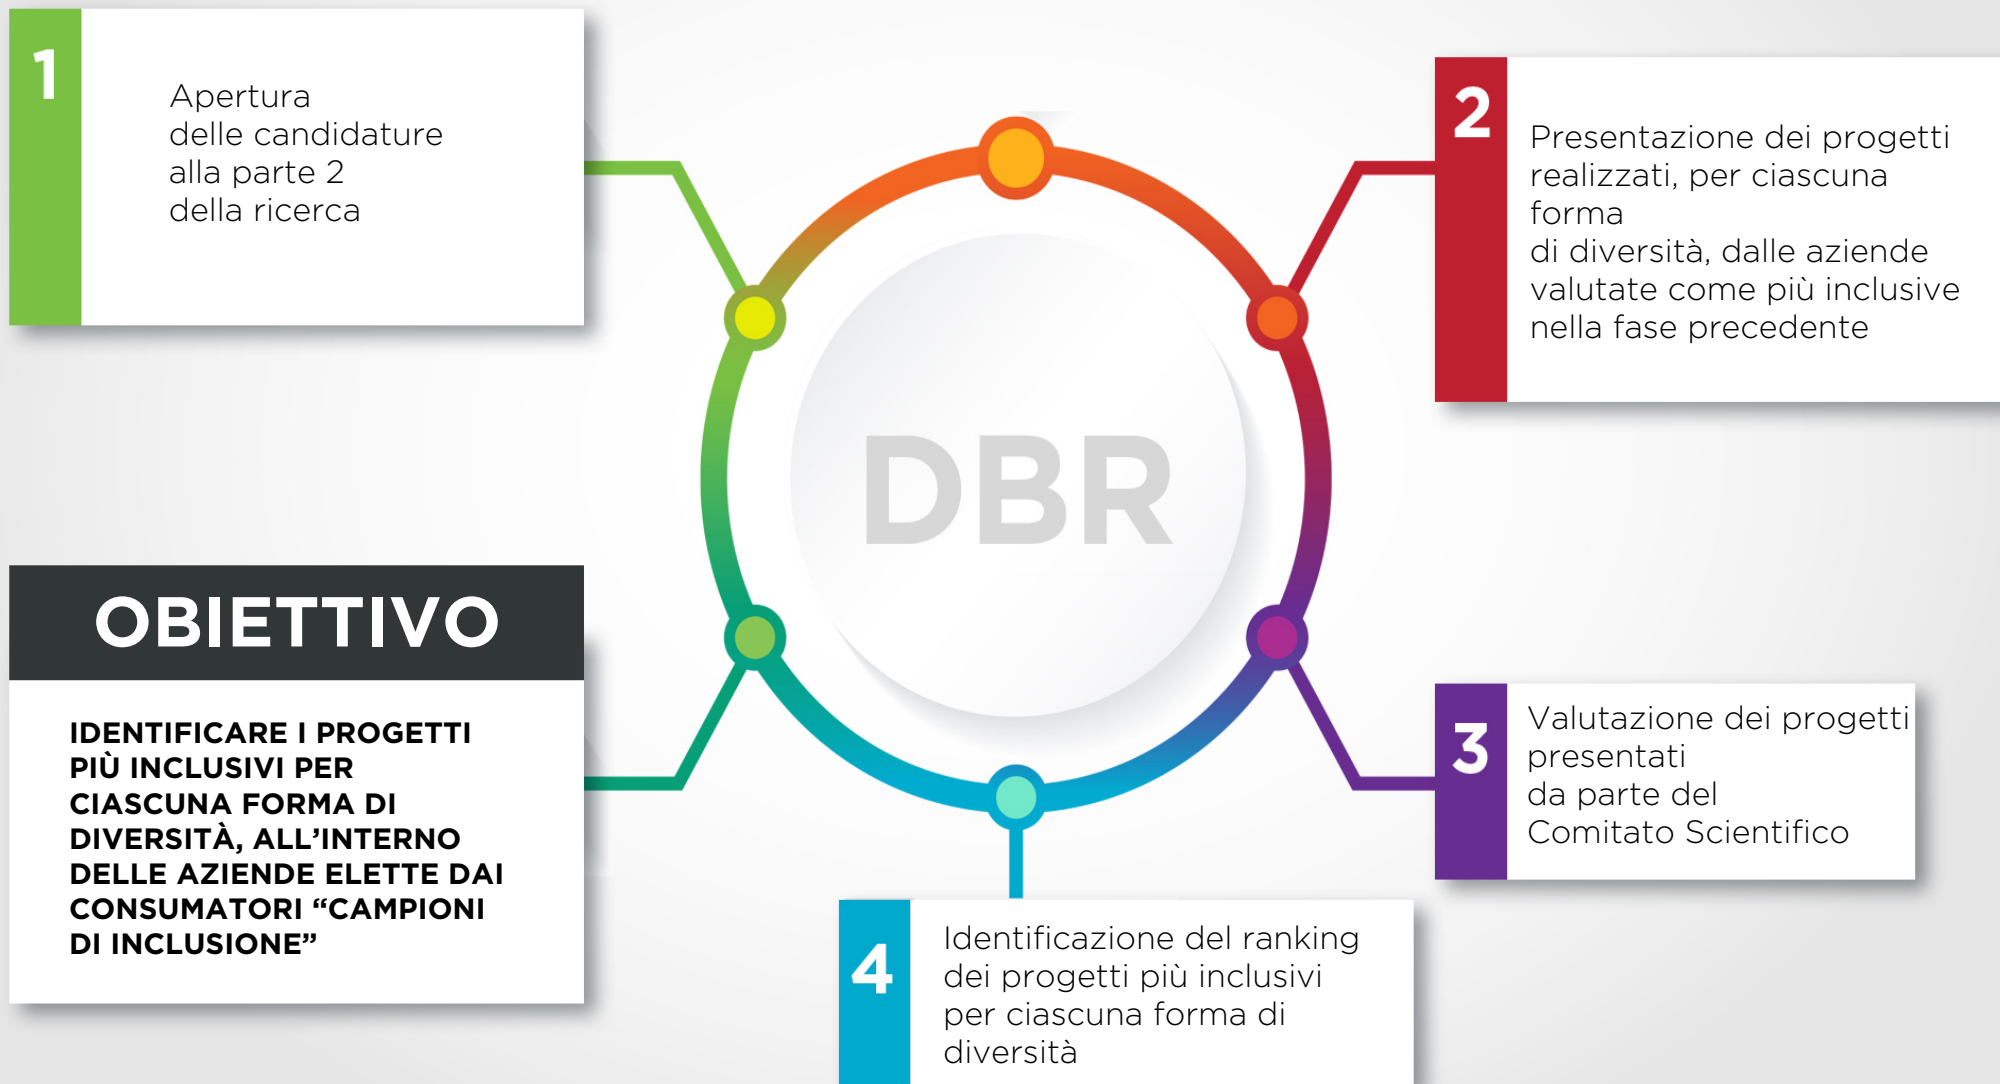 1
Apertura
delle candidature
alla parte 2
della ricerca
2
Presentazione dei progetti
realizzati, per ciascuna
forma
di diversità, dalle aziende
valutate come più inclusive
nella fase precedente
DBR
OBIETTIVO
IDENTIFICARE I PROGETTI
PIÙ INCLUSIVI PER
CIASCUNA FORMA DI
DIVERSITÀ, ALL’INTERNO
DELLE AZIENDE ELETTE DAI
CONSUMATORI “CAMPIONI
DI INCLUSIONE”
3
Valutazione dei progetti
presentati
da parte del
Comitato Scientifico
4
Identificazione del ranking
dei progetti più inclusivi
per ciascuna forma di
diversità